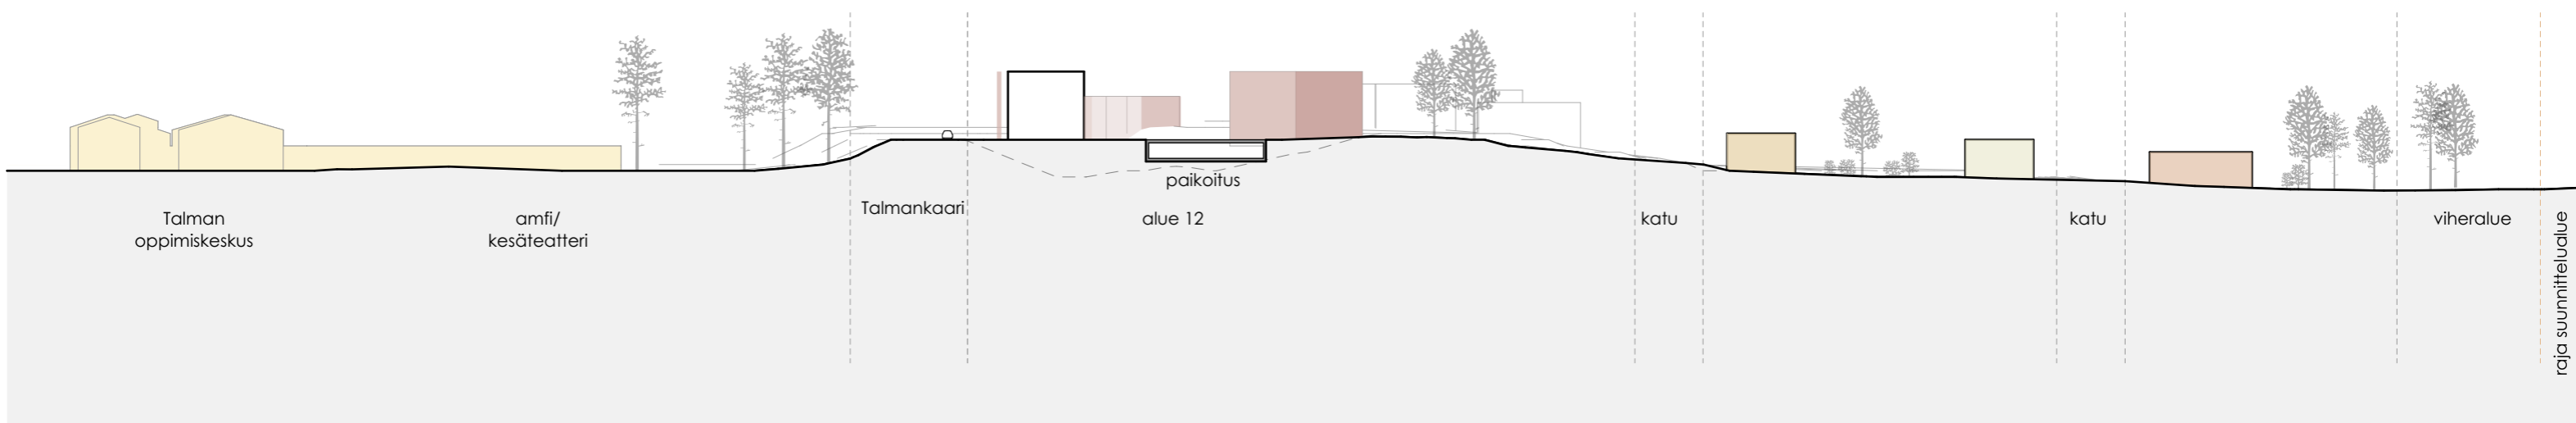 Talman
oppimiskeskus
amfi/
kesäteatteri
Talmankaari
paikoitus
alue 12
katu
katu
viheralue
raja suunnittelualue